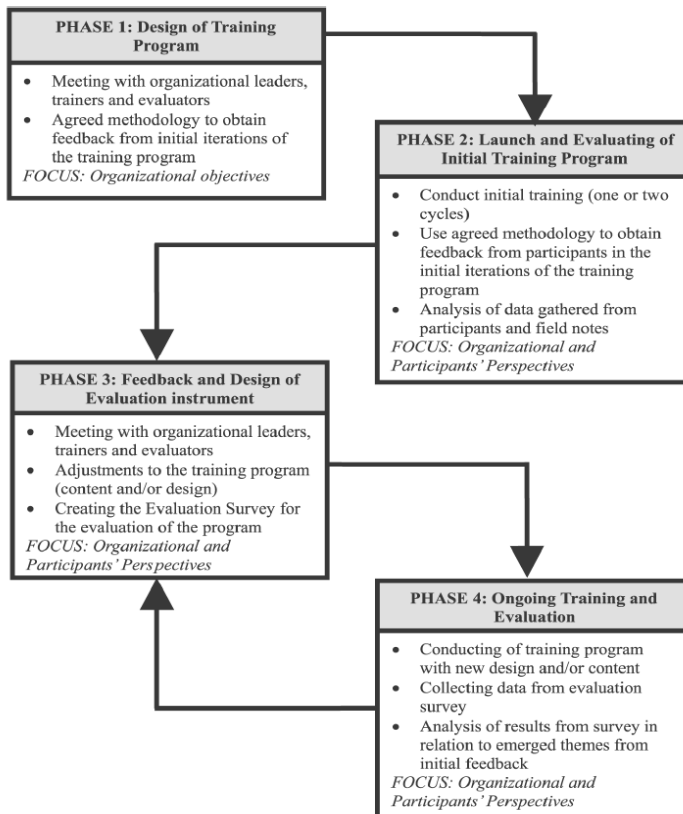 PHASE 1: Design of Training
Program
• Meeting with organizational leaders,
trainers and evaluators
• Agreed methodology to obtain
feedback from initial iterations of
the training program
FOCUS: Organizational objectives
PHASE 2: Launch and Evaluating of
Initial Training Program
• Conduct initial training (one or two
cycles)
• Use agreed methodology to obtain
feedback from participants in the
initial iterations of the training
program
• Analysis of data gathered from
participants and field notes
FOCUS: Organizational and
Participants' Perspectives
PHASE 3: Feedback and Design of
Evaluation instrument
• Meeting with organizational leaders,
trainers and evaluators
• Adjustments to the training program
(content and/or design)
• Creating the Evaluation Survey for
the evaluation of the program
FOCUS: Organizational and
Participants' Perspectives
PHASE 4: Ongoing Training and
Evaluation
• Conducting of training program
with new design and/or content
• Collecting data from evaluation
survey
• Analysis of results from survey in
relation to emerged themes from
initial feedback
FOCUS: Organizational and
Participants' Perspectives